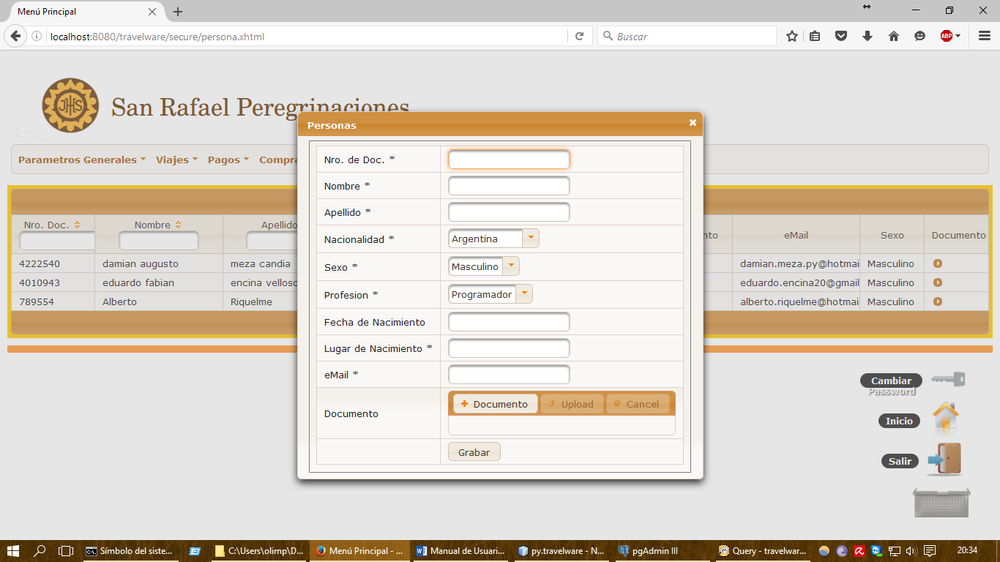 Menú Principal
localhost:8080/travelware/secure/persona.xhtml
Buscar
ABP
JHS
San Rafael Peregrinaciones
Parametros Generales Viajes Pagos Compra
Personas
Nro. de Doc. *
Nombre *
Apellido *
Nacionalidad * Argentina
Sexo * Masculino
Profesion * Programador
Fecha de Nacimiento
Lugar de Nacimiento *
eMail *
Documento
Documento Upload Cancel
Grabar
Nro. Doc. Nombre Apellido nto eMail Sexo Documento
4222540 damian augusto meza candia damian.meza.py@hotmai Masculino
4010943 eduardo fabian encina velloso eduardo.encina20@gmail Masculino
789554 Alberto Riquelme alberto.riquelme@hotmai Masculino
Cambiar
Password
Inicio
Salir
Símbolo del siste...
C:\Users\olimp\D...
Menú Principal - ...
Manual de Usuari...
py.travelware - N...
pgAdmin III
Query - travelwar...
20:34